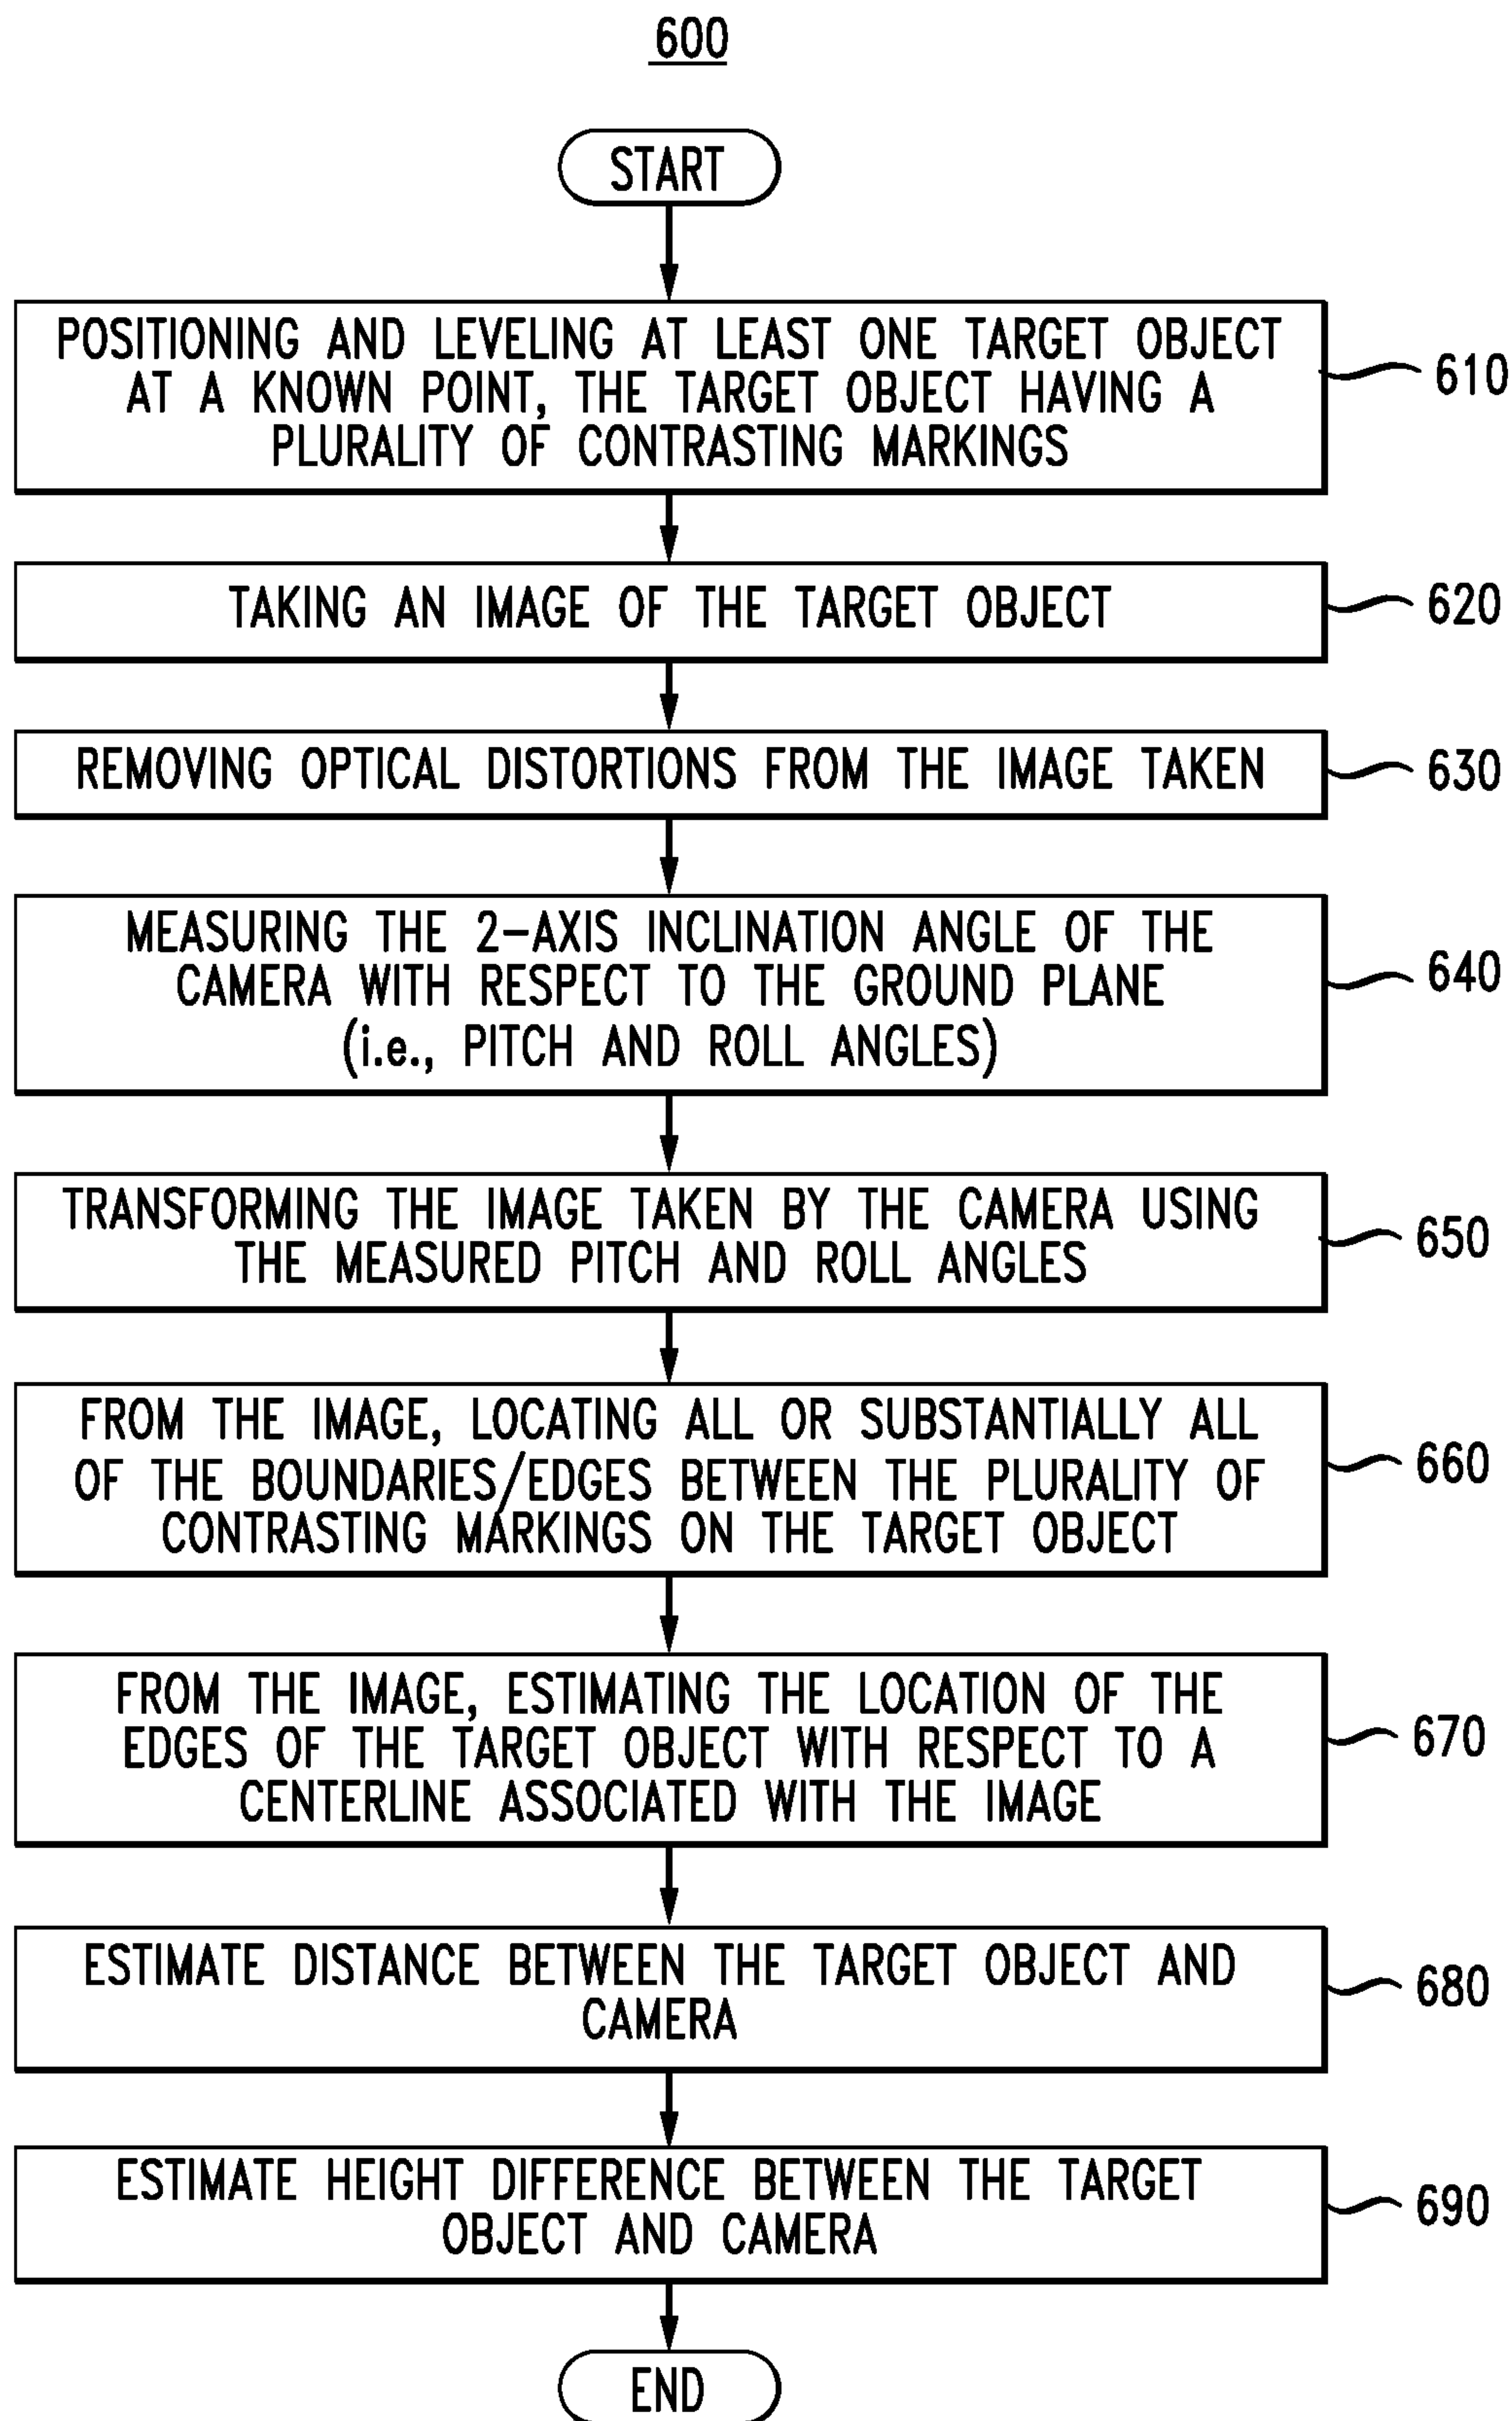 600
START
POSITIONING AND LEVELING AT LEAST ONE TARGET OBJECT
AT A KNOWN POINT, THE TARGET OBJECT HAVING A
PLURALITY OF CONTRASTING MARKINGS
610
TAKING AN IMAGE OF THE TARGET OBJECT
620
REMOVING OPTICAL DISTORTIONS FROM THE IMAGE TAKEN
630
MEASURING THE 2-AXIS INCLINATION ANGLE OF THE
CAMERA WITH RESPECT TO THE GROUND PLANE
(i.e., PITCH AND ROLL ANGLES)
640
TRANSFORMING THE IMAGE TAKEN BY THE CAMERA USING
THE MEASURED PITCH AND ROLL ANGLES
650
FROM THE IMAGE, LOCATING ALL OR SUBSTANTIALLY ALL
OF THE BOUNDARIES/EDGES BETWEEN THE PLURALITY OF
CONTRASTING MARKINGS ON THE TARGET OBJECT
660
FROM THE IMAGE, ESTIMATING THE LOCATION OF THE
EDGES OF THE TARGET OBJECT WITH RESPECT TO A
CENTERLINE ASSOCIATED WITH THE IMAGE
670
ESTIMATE DISTANCE BETWEEN THE TARGET OBJECT AND
CAMERA
680
ESTIMATE HEIGHT DIFFERENCE BETWEEN THE TARGET
OBJECT AND CAMERA
690
END